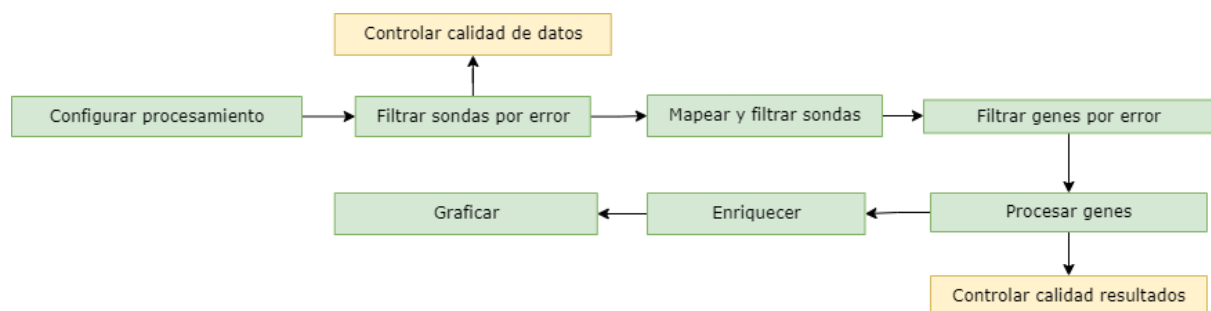 Controlar calidad de datos
Configurar procesamiento
Filtrar sondas por error
Mapear y filtrar sondas
Filtrar genes por error
Graficar
Enriquecer
Procesar genes
Controlar calidad resultados